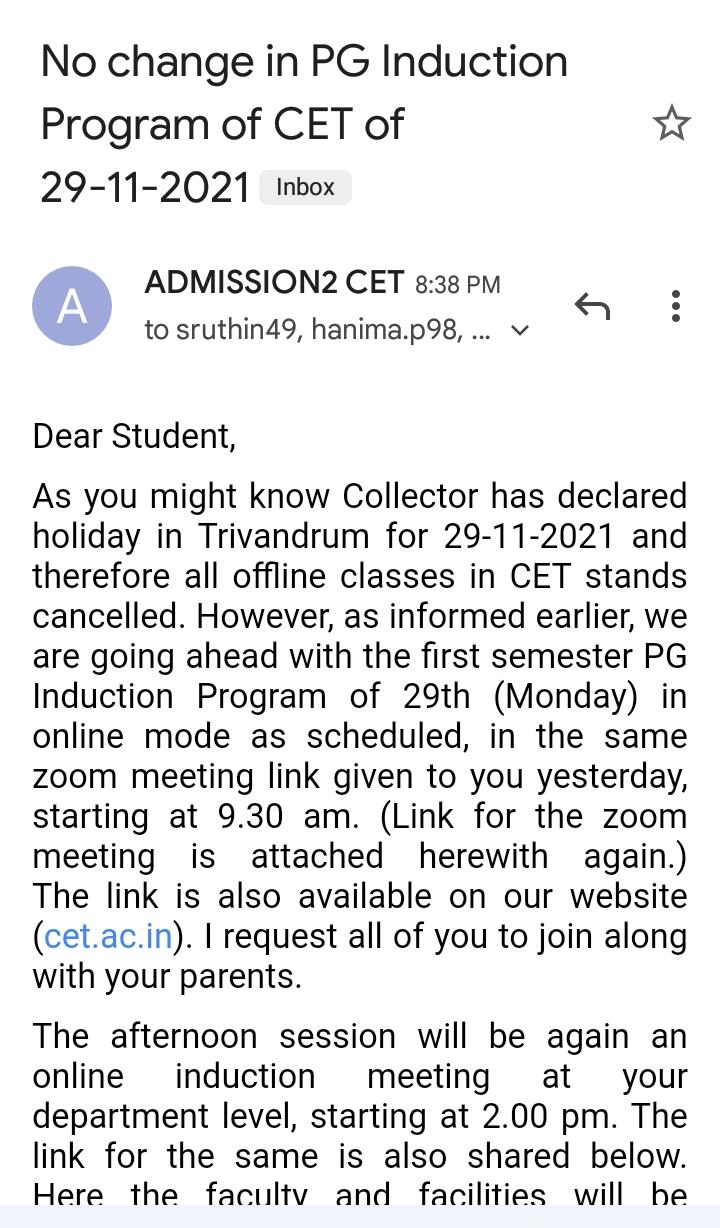 No change in PG Induction
Program of CET of
29-11-2021 Inbox
A
ADMISSION2 CET 8:38 PM
to sruthin49, hanima.p98, ...
Dear Student,
As you might know Collector has declared
holiday in Trivandrum for 29-11-2021 and
therefore all offline classes in CET stands
cancelled. However, as informed earlier, we
are going ahead with the first semester PG
Induction Program of 29th (Monday) in
online mode as scheduled, in the same
zoom meeting link given to you yesterday,
starting at 9.30 am. (Link for the zoom
meeting is attached herewith again.)
The link is also available on our website
(cet.ac.in). I request all of you to join along
with your parents.
The afternoon session will be again an
online induction meeting at your
department level, starting at 2.00 pm. The
link for the same is also shared below.
Here the faculty and facilities will be